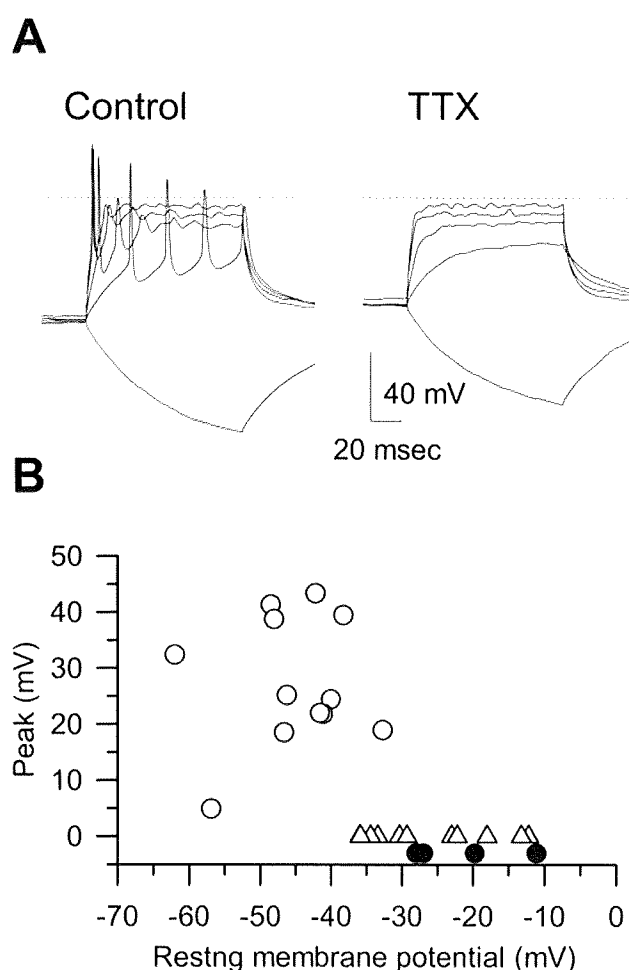 A
Control TTX
40 mV
20 msec
B
50
40
30
20
10
0
Peak (mV)
-70 -60 -50 -40 -30 -20 -10 0
Restng membrane potential (mV)